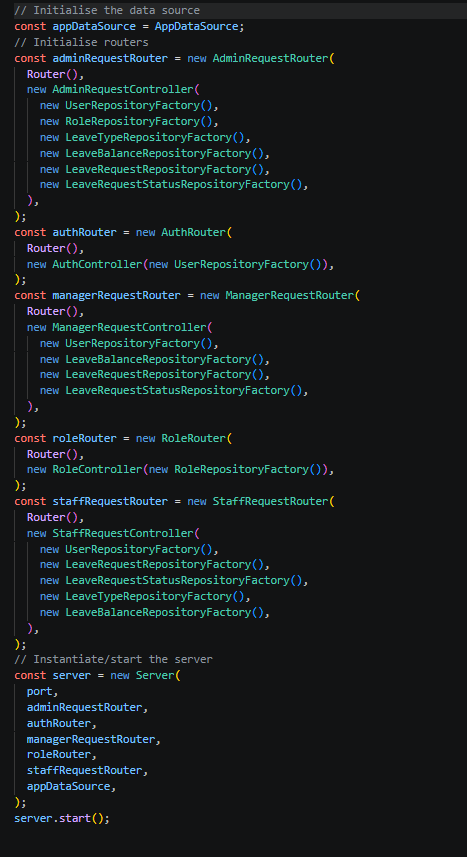 // Initialise the data source
const appDataSource = AppDataSource;
// Initialise routers
const adminRequestRouter = new AdminRequestRouter(
  Router(),
  new AdminRequestController(
    new UserRepositoryFactory(),
    new RoleRepositoryFactory(),
    new LeaveTypeRepositoryFactory(),
    new LeaveBalanceRepositoryFactory(),
    new LeaveRequestRepositoryFactory(),
    new LeaveRequestStatusRepositoryFactory(),
  ),
);
const authRouter = new AuthRouter(
  Router(),
  new AuthController(new UserRepositoryFactory()),
);
const managerRequestRouter = new ManagerRequestRouter(
  Router(),
  new ManagerRequestController(
    new UserRepositoryFactory(),
    new LeaveBalanceRepositoryFactory(),
    new LeaveRequestRepositoryFactory(),
    new LeaveRequestStatusRepositoryFactory(),
  ),
);
const roleRouter = new RoleRouter(
  Router(),
  new RoleController(new RoleRepositoryFactory()),
);
const staffRequestRouter = new StaffRequestRouter(
  Router(),
  new StaffRequestController(
    new UserRepositoryFactory(),
    new LeaveRequestRepositoryFactory(),
    new LeaveRequestStatusRepositoryFactory(),
    new LeaveTypeRepositoryFactory(),
    new LeaveBalanceRepositoryFactory(),
  ),
);
// Instantiate/start the server
const server = new Server(
  port,
  adminRequestRouter,
  authRouter,
  managerRequestRouter,
  roleRouter,
  staffRequestRouter,
  appDataSource,
);
server.start();